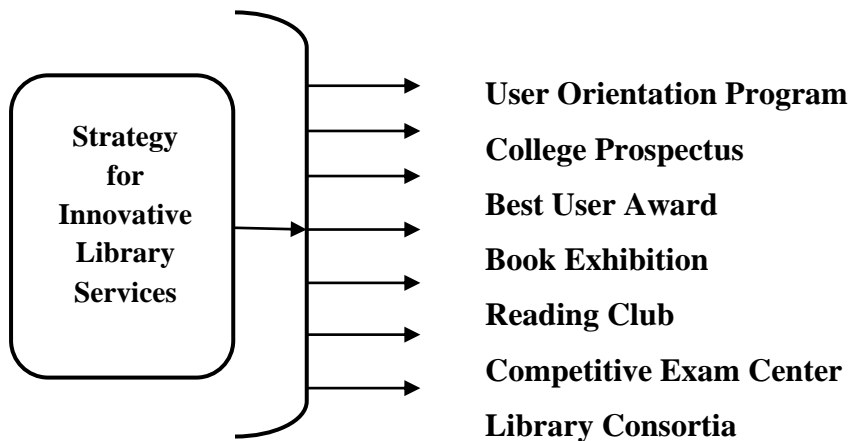 Strategy
for
Innovative
Library
Services
User Orientation Program
College Prospectus
Best User Award
Book Exhibition
Reading Club
Competitive Exam Center
Library Consortia